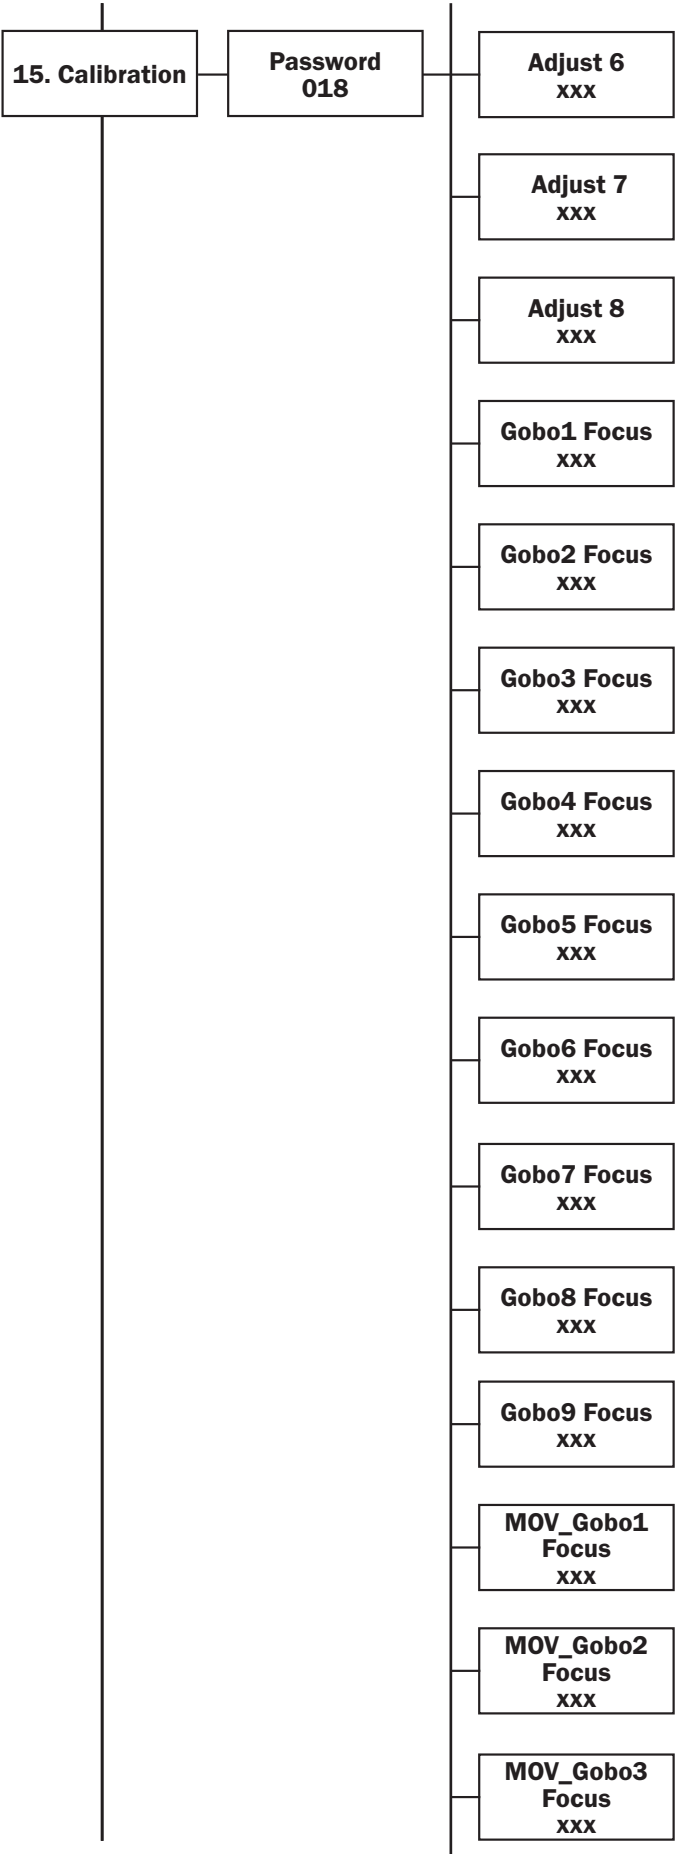 15. Calibration
Password
018
Adjust 6
xxx
Adjust 7
xxx
Adjust 8
xxx
Gobo1 Focus
xxx
Gobo2 Focus
xxx
Gobo3 Focus
xxx
Gobo4 Focus
xxx
Gobo5 Focus
xxx
Gobo6 Focus
xxx
Gobo7 Focus
xxx
Gobo8 Focus
xxx
Gobo9 Focus
xxx
MOV_Gobo1
Focus
xxx
MOV_Gobo2
Focus
xxx
MOV_Gobo3
Focus
xxx